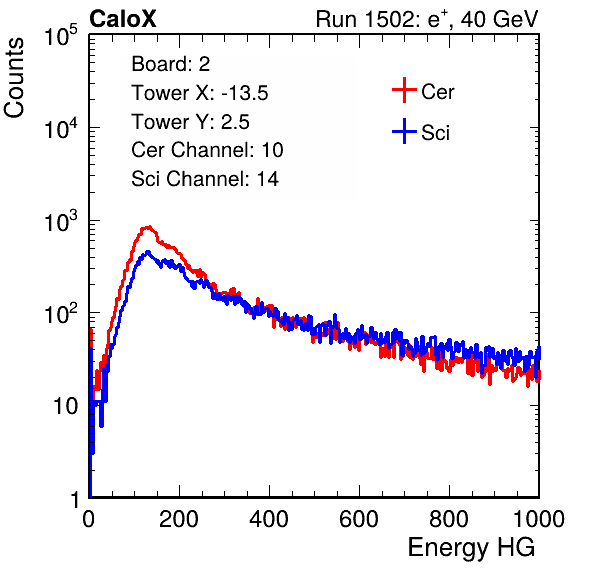 CaloX Run 1502: e⁺, 40 GeV
Counts
10⁵
10⁴
10³
10²
10
1
Board: 2
Tower X: -13.5
Tower Y: 2.5
Cer Channel: 10
Sci Channel: 14
Cer
Sci
0 200 400 600 800 1000
Energy HG